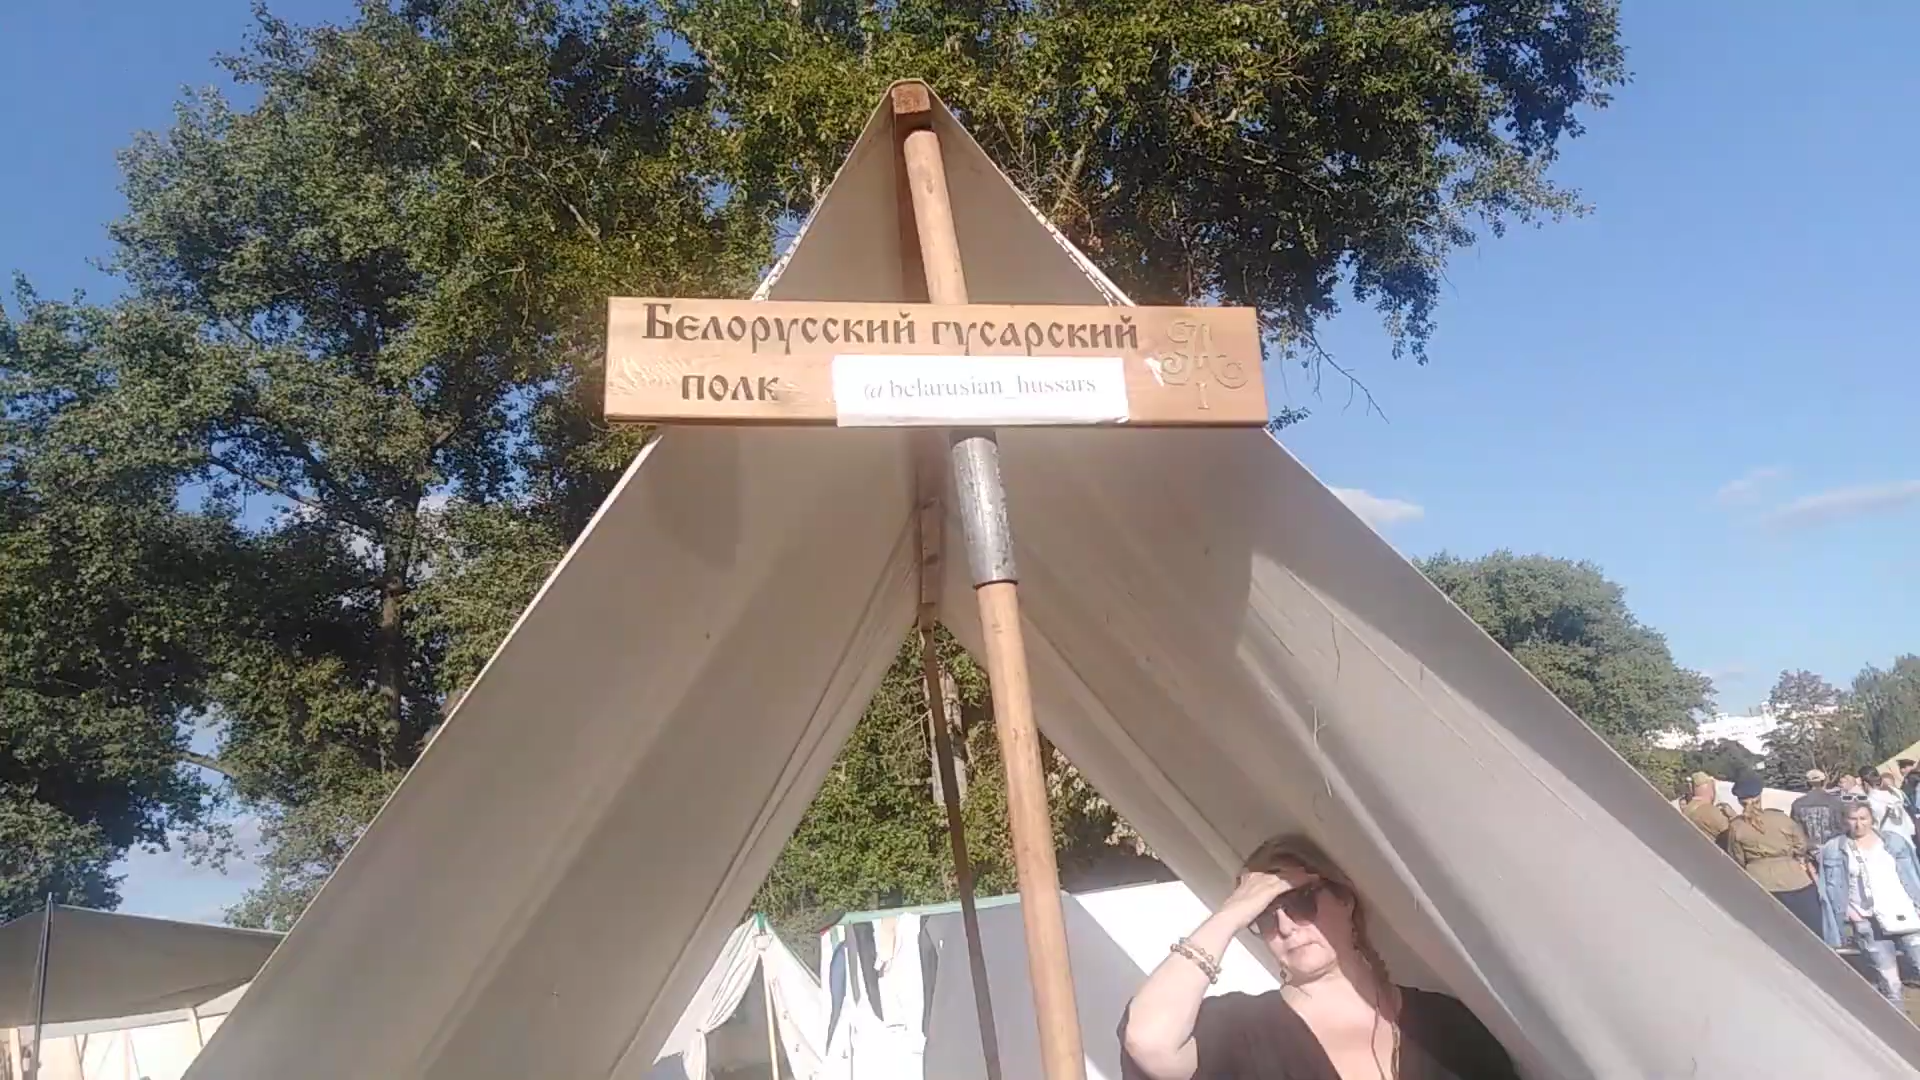 Белорусский гусарский
полк
@belarusian_hussars
А
I